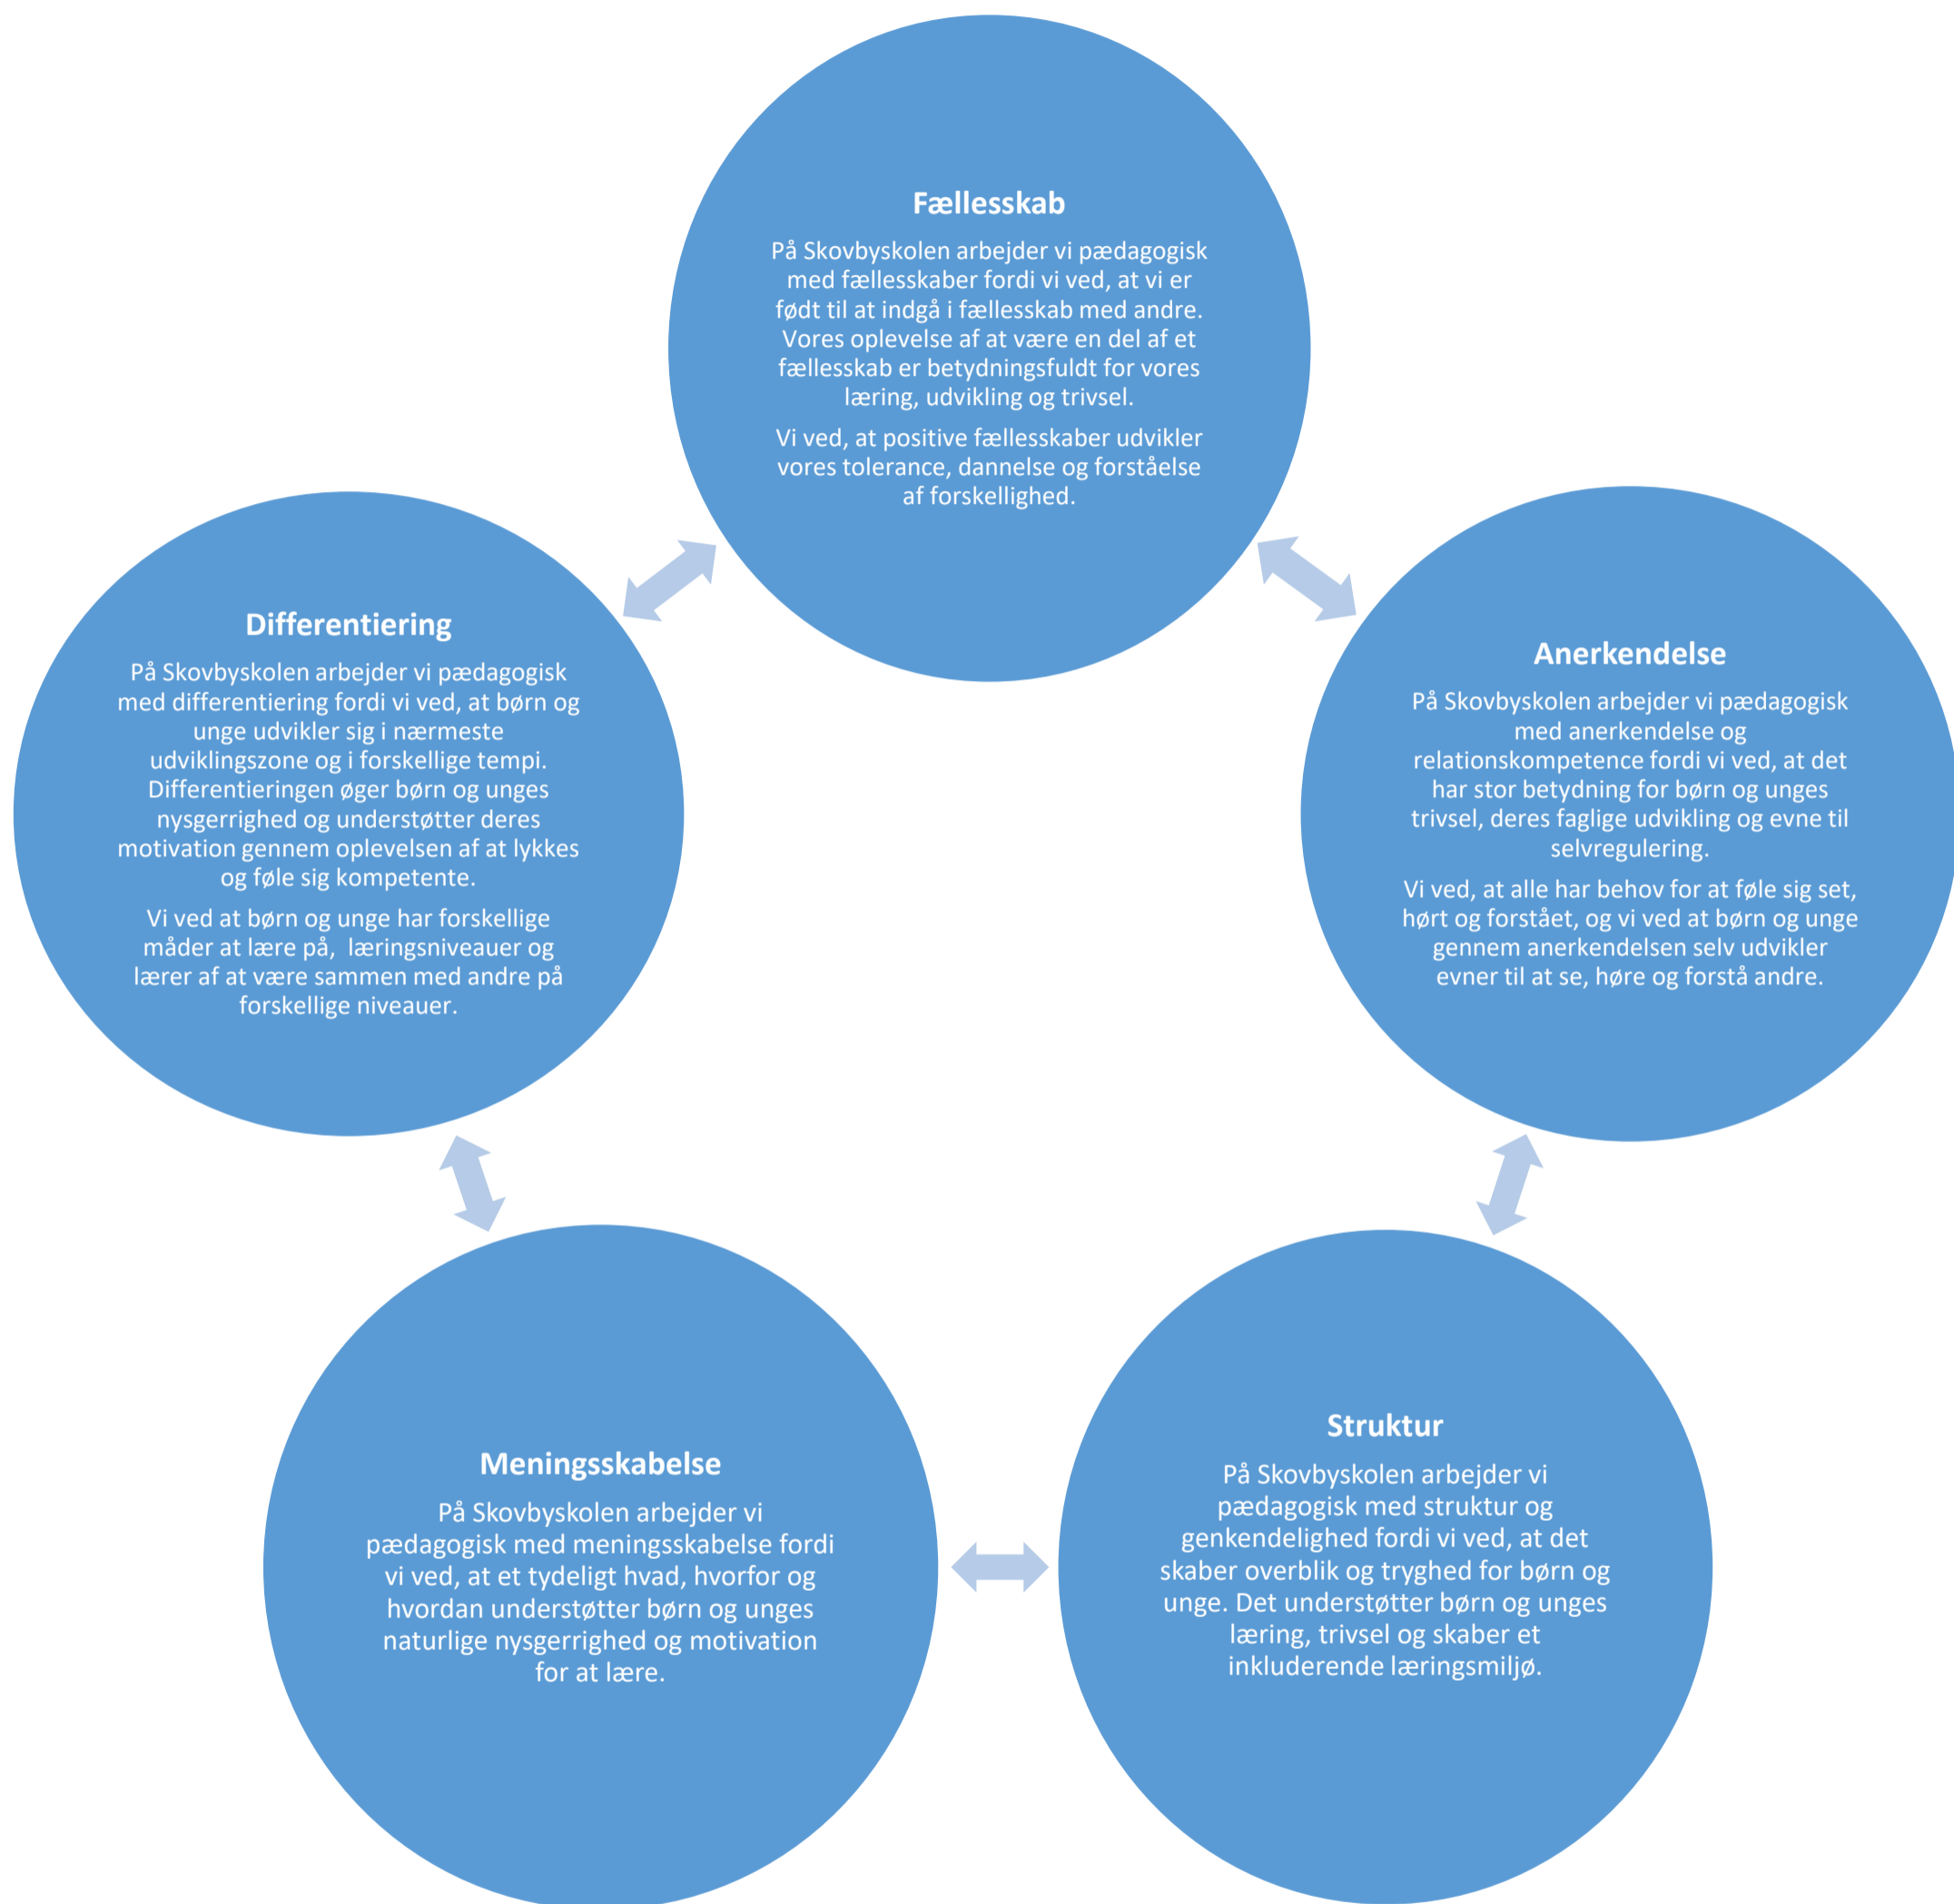 Fællesskab
På Skovbyskolen arbejder vi pædagogisk
med fællesskaber fordi vi ved, at vi er
født til at indgå i fællesskab med andre.
Vores oplevelse af at være en del af et
fællesskab er betydningsfuldt for vores
læring, udvikling og trivsel.
Vi ved, at positive fællesskaber udvikler
vores tolerance, dannelse og forståelse
af forskellighed.
Anerkendelse
På Skovbyskolen arbejder vi pædagogisk
med anerkendelse og
relationskompetence fordi vi ved, at det
har stor betydning for børn og unges
trivsel, deres faglige udvikling og evne til
selvregulering.
Vi ved, at alle har behov for at føle sig set,
hørt og forstået, og vi ved at børn og unge
gennem anerkendelsen selv udvikler
evner til at se, høre og forstå andre.
Struktur
På Skovbyskolen arbejder vi
pædagogisk med struktur og
genkendelighed fordi vi ved, at det
skaber overblik og tryghed for børn og
unge. Det understøtter børn og unges
læring, trivsel og skaber et
inkluderende læringsmiljø.
Meningsskabelse
På Skovbyskolen arbejder vi
pædagogisk med meningsskabelse fordi
vi ved, at et tydeligt hvad, hvorfor og
hvordan understøtter børn og unges
naturlige nysgerrighed og motivation
for at lære.
Differentiering
På Skovbyskolen arbejder vi pædagogisk
med differentiering fordi vi ved, at børn og
unge udvikler sig i nærmeste
udviklingszone og i forskellige tempi.
Differentieringen øger børn og unges
nysgerrighed og understøtter deres
motivation gennem oplevelsen af at lykkes
og føle sig kompetente.
Vi ved at børn og unge har forskellige
måder at lære på,  læringsniveauer og
lærer af at være sammen med andre på
forskellige niveauer.